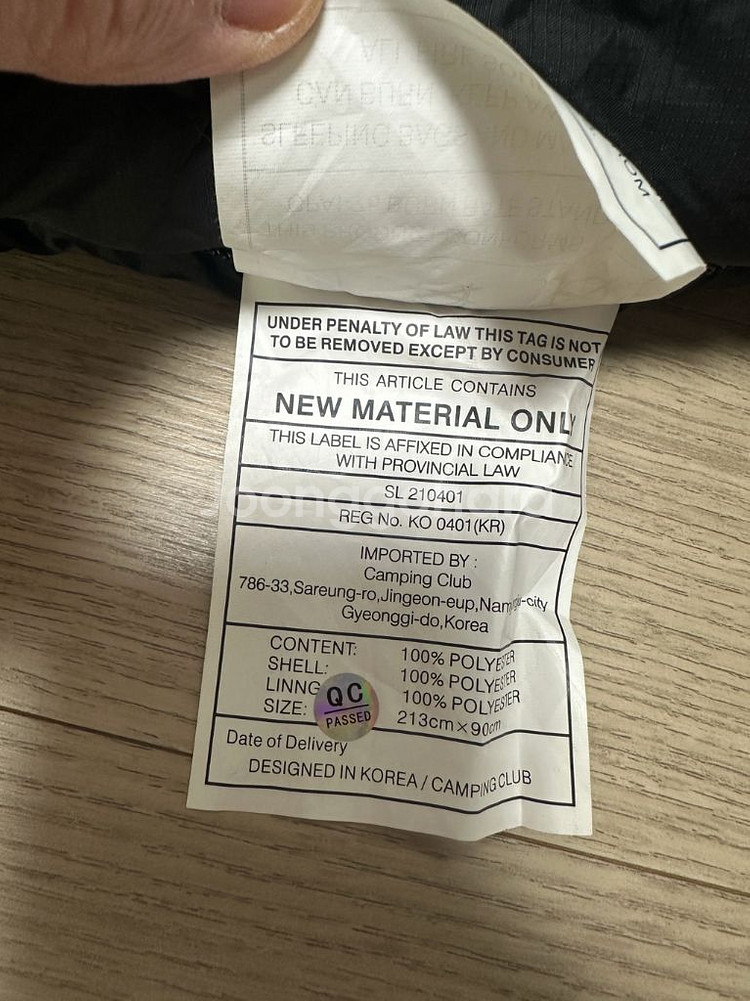 UNDER PENALTY OF LAW THIS TAG IS NOT
TO BE REMOVED EXCEPT BY CONSUMER
THIS ARTICLE CONTAINS
NEW MATERIAL ONLY
THIS LABEL IS AFFIXED IN COMPLIANCE
WITH PROVINCIAL LAW
SL 210401
REG No. KO 0401(KR)
IMPORTED BY :
Camping Club
786-33,Sareung-ro,Jingeon-eup, -city
Gyeonggi-do,Korea
CONTENT: 100% POLYESTER
SHELL: 100% POLYESTER
LINNG 100% POLYESTER
SIZE: 213cm×90cm
QC
PASSED
Date of Delivery
DESIGNED IN KOREA / CAMPING CLUB